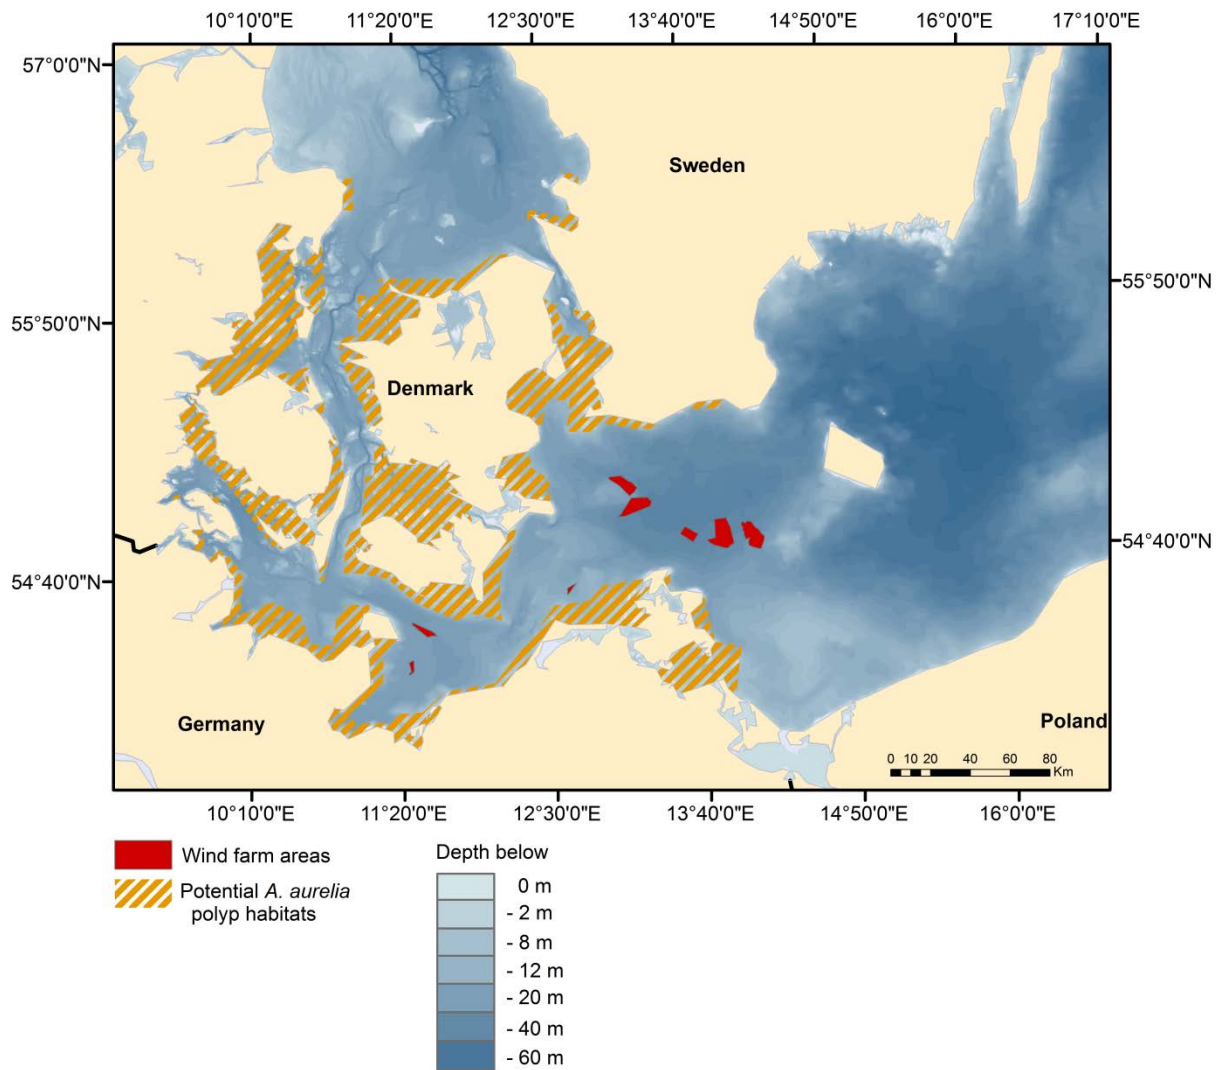 10°10'0"E 11°20'0"E 12°30'0"E 13°40'0"E 14°50'0"E 16°0'0"E 17°10'0"E
57°0'0"N
Sweden
55°50'0"N
55°50'0"N
Denmark
54°40'0"N
54°40'0"N
Germany
Poland
0 10 20 40 60 80
Km
10°10'0"E 11°20'0"E 12°30'0"E 13°40'0"E 14°50'0"E 16°0'0"E
Wind farm areas
Potential A. aurelia
polyp habitats
Depth below
0 m
- 2 m
- 8 m
- 12 m
- 20 m
- 40 m
- 60 m